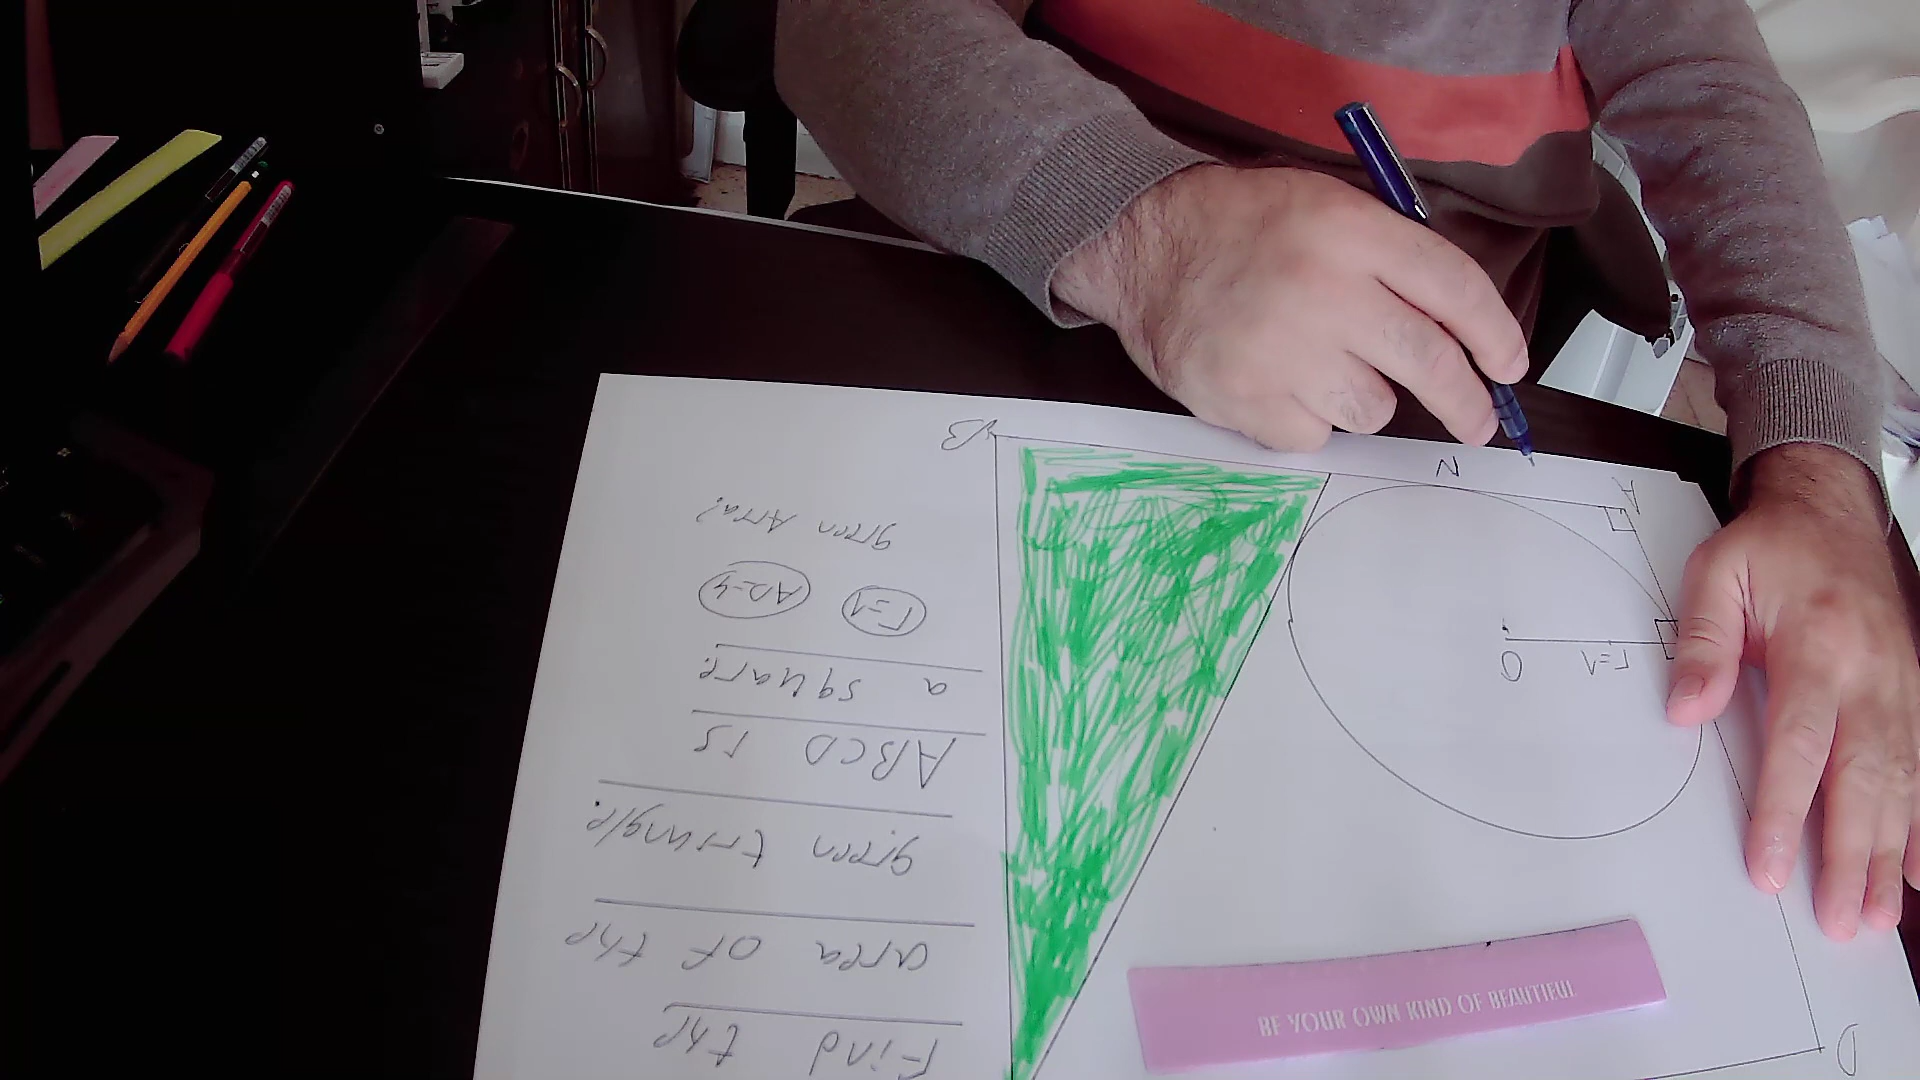 Find the
area of the
green triangle.
ABCD is
a square.
r=1 AD=4
green Area?
B
N
A
O
r=1
D
BE YOUR OWN KIND OF BEAUTIFUL